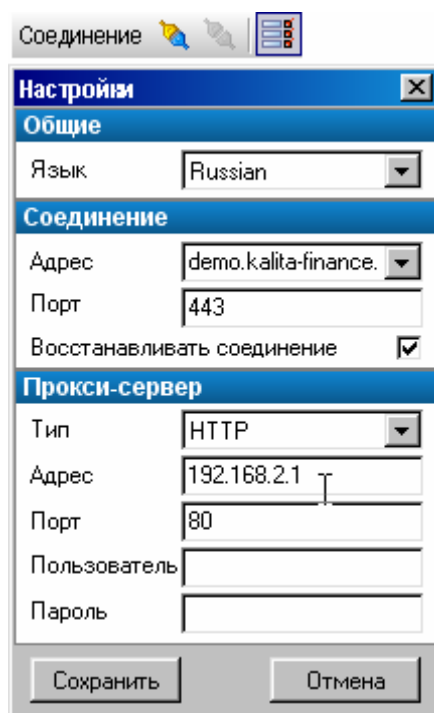 Соединение
Настройки
Общие
Язык Russian
Соединение
Адрес demo.kalita-finance.
Порт 443
Восстанавливать соединение
Прокси-сервер
Тип HTTP
Адрес 192.168.2.1
Порт 80
Пользователь
Пароль
Сохранить Отмена